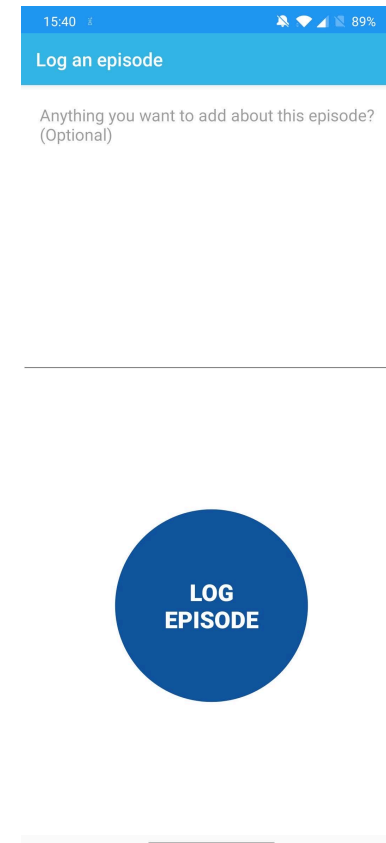 15:40
89%
Log an episode
Anything you want to add about this episode?
(Optional)
LOG
EPISODE